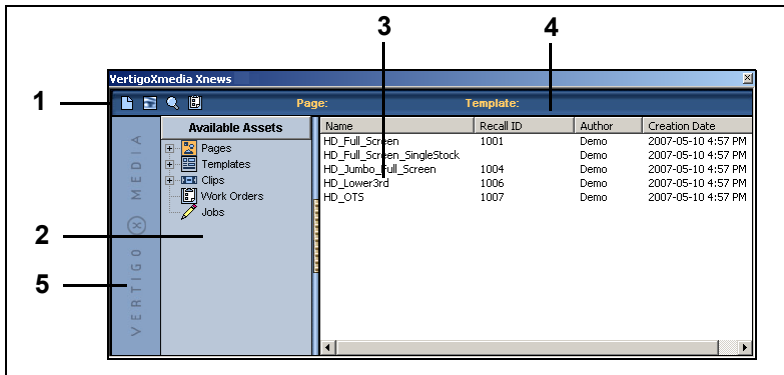 3 4
VertigoXmedia Xnews
1
Page: Template:
Available Assets
Pages
Templates
Clips
Work Orders
Jobs
2
Name Recall ID Author Creation Date
HD_Full_Screen 1001 Demo 2007-05-10 4:57 PM
HD_Full_Screen_SingleStock Demo 2007-05-10 4:57 PM
HD_Jumbo_Full_Screen 1004 Demo 2007-05-10 4:57 PM
HD_Lower3rd 1006 Demo 2007-05-10 4:57 PM
HD_OTS 1007 Demo 2007-05-10 4:57 PM
5
VERTIGO X MEDIA